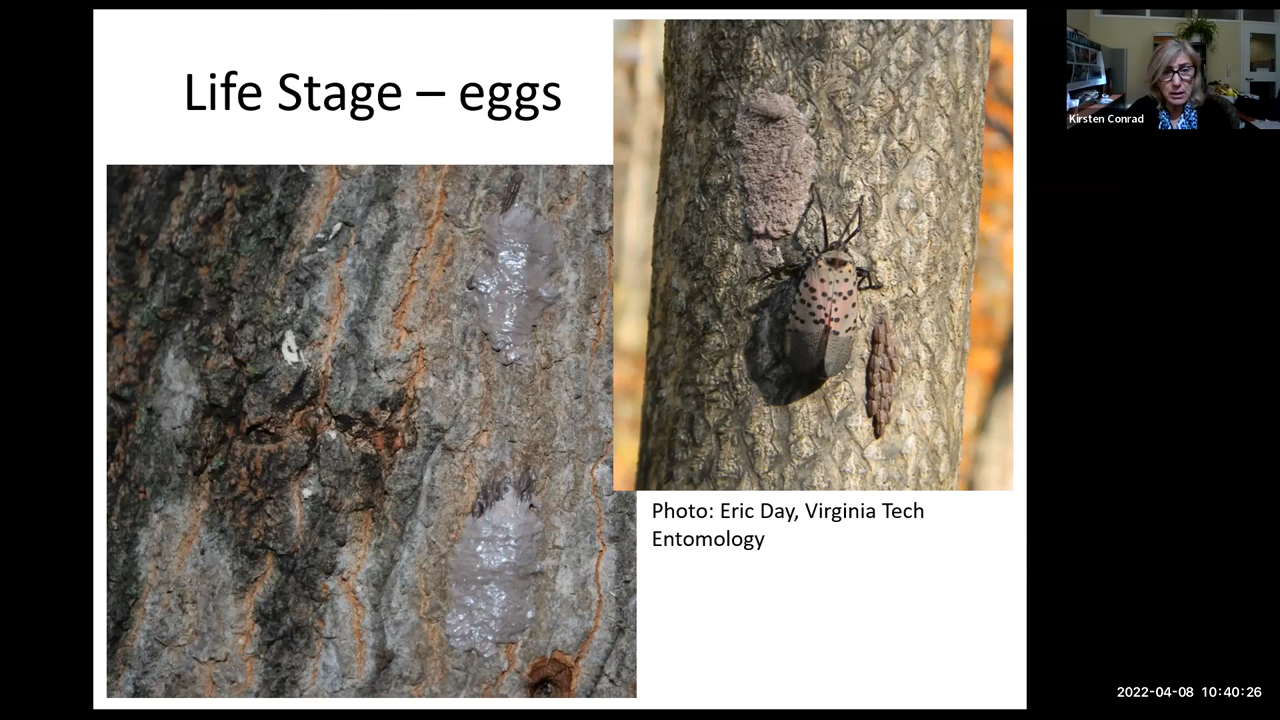 Life Stage – eggs
Kirsten Conrad
Photo: Eric Day, Virginia Tech
Entomology
2022-04-08 10:40:26